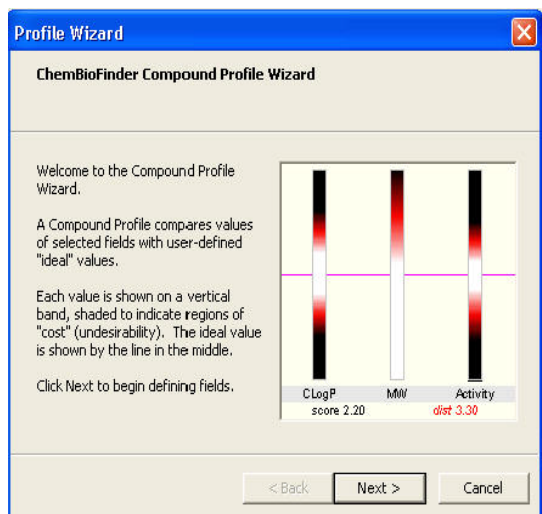 Profile Wizard
ChemBioFinder Compound Profile Wizard
Welcome to the Compound Profile
Wizard.
A Compound Profile compares values
of selected fields with user-defined
"ideal" values.
Each value is shown on a vertical
band, shaded to indicate regions of
"cost" (undesirability). The ideal value
is shown by the line in the middle.
Click Next to begin defining fields.
CLogP MW Activity
score 2.20 dist 3.30
< Back Next > Cancel